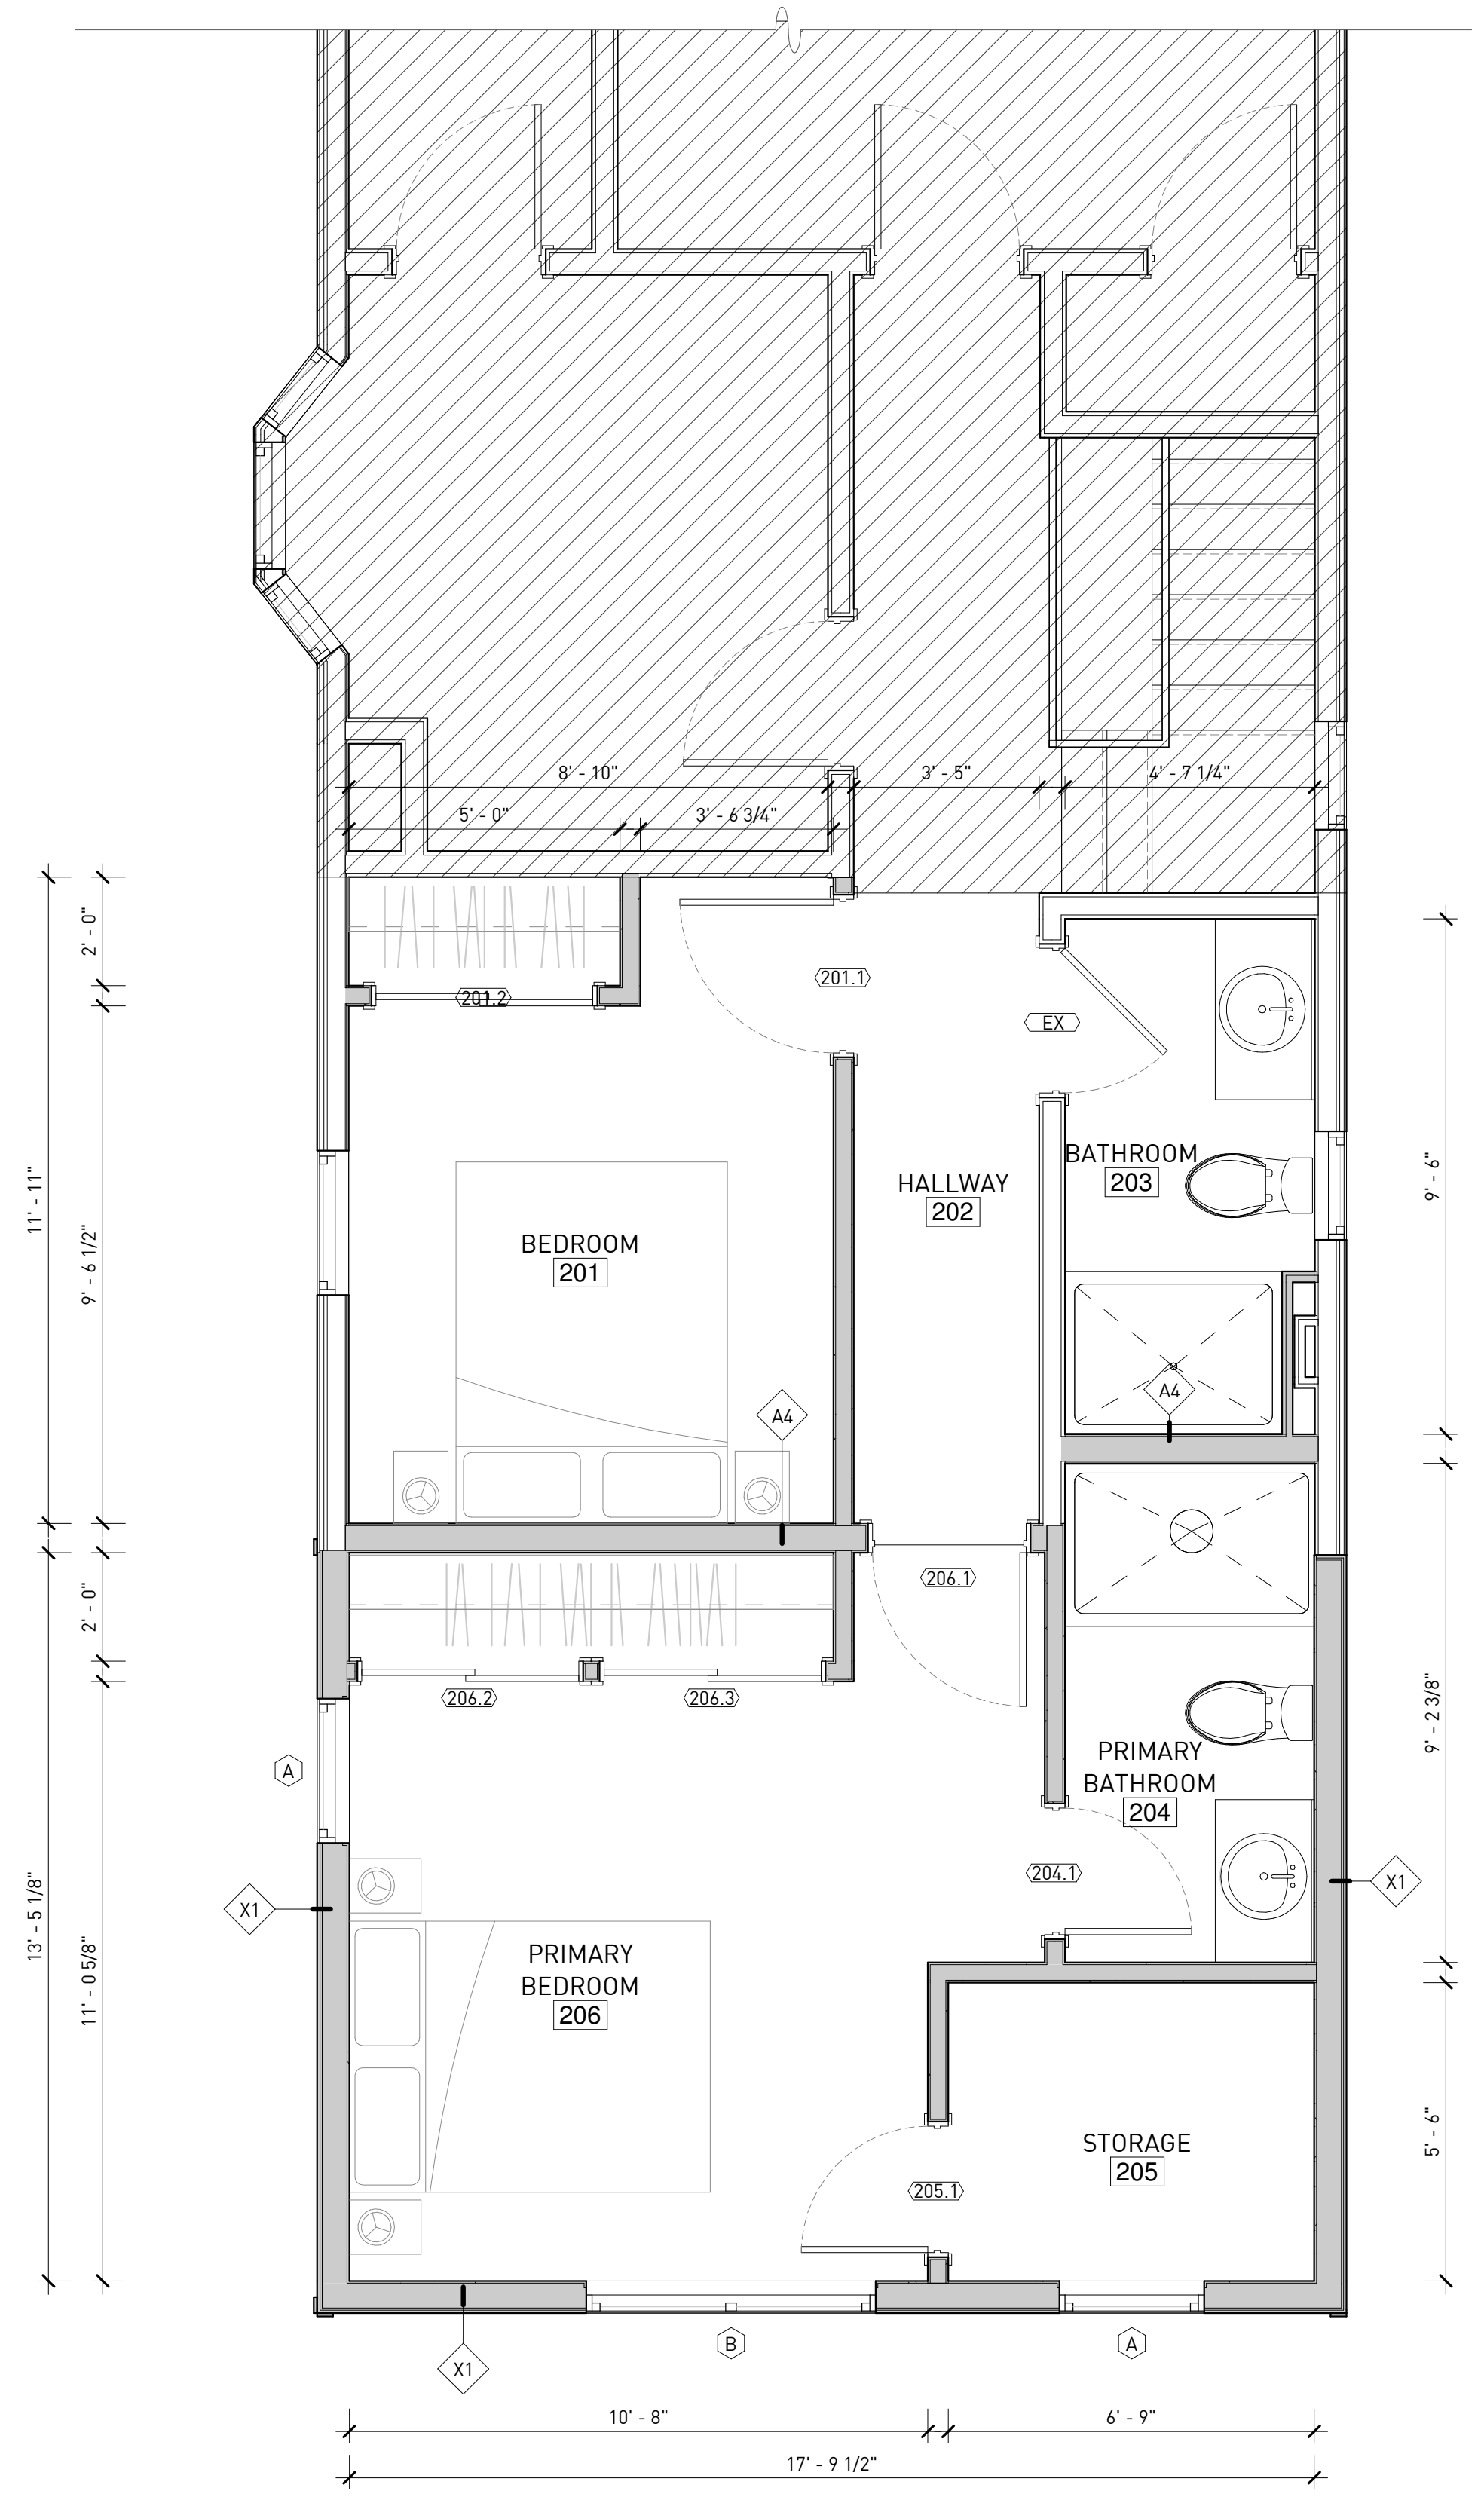 8' - 10"
3' - 5"
4' - 7 1/4"
5' - 0"
3' - 6 3/4"
2' - 0"
201.2
201.1
EX
11' - 11"
9' - 6 1/2"
9' - 6"
BATHROOM
203
HALLWAY
202
BEDROOM
201
A4
A4
206.1
2' - 0"
206.2
206.3
9' - 2 3/8"
A
PRIMARY
BATHROOM
204
204.1
X1
X1
13' - 5 1/8"
11' - 0 5/8"
PRIMARY
BEDROOM
206
STORAGE
205
5' - 6"
205.1
B
A
X1
10' - 8"
6' - 9"
17' - 9 1/2"